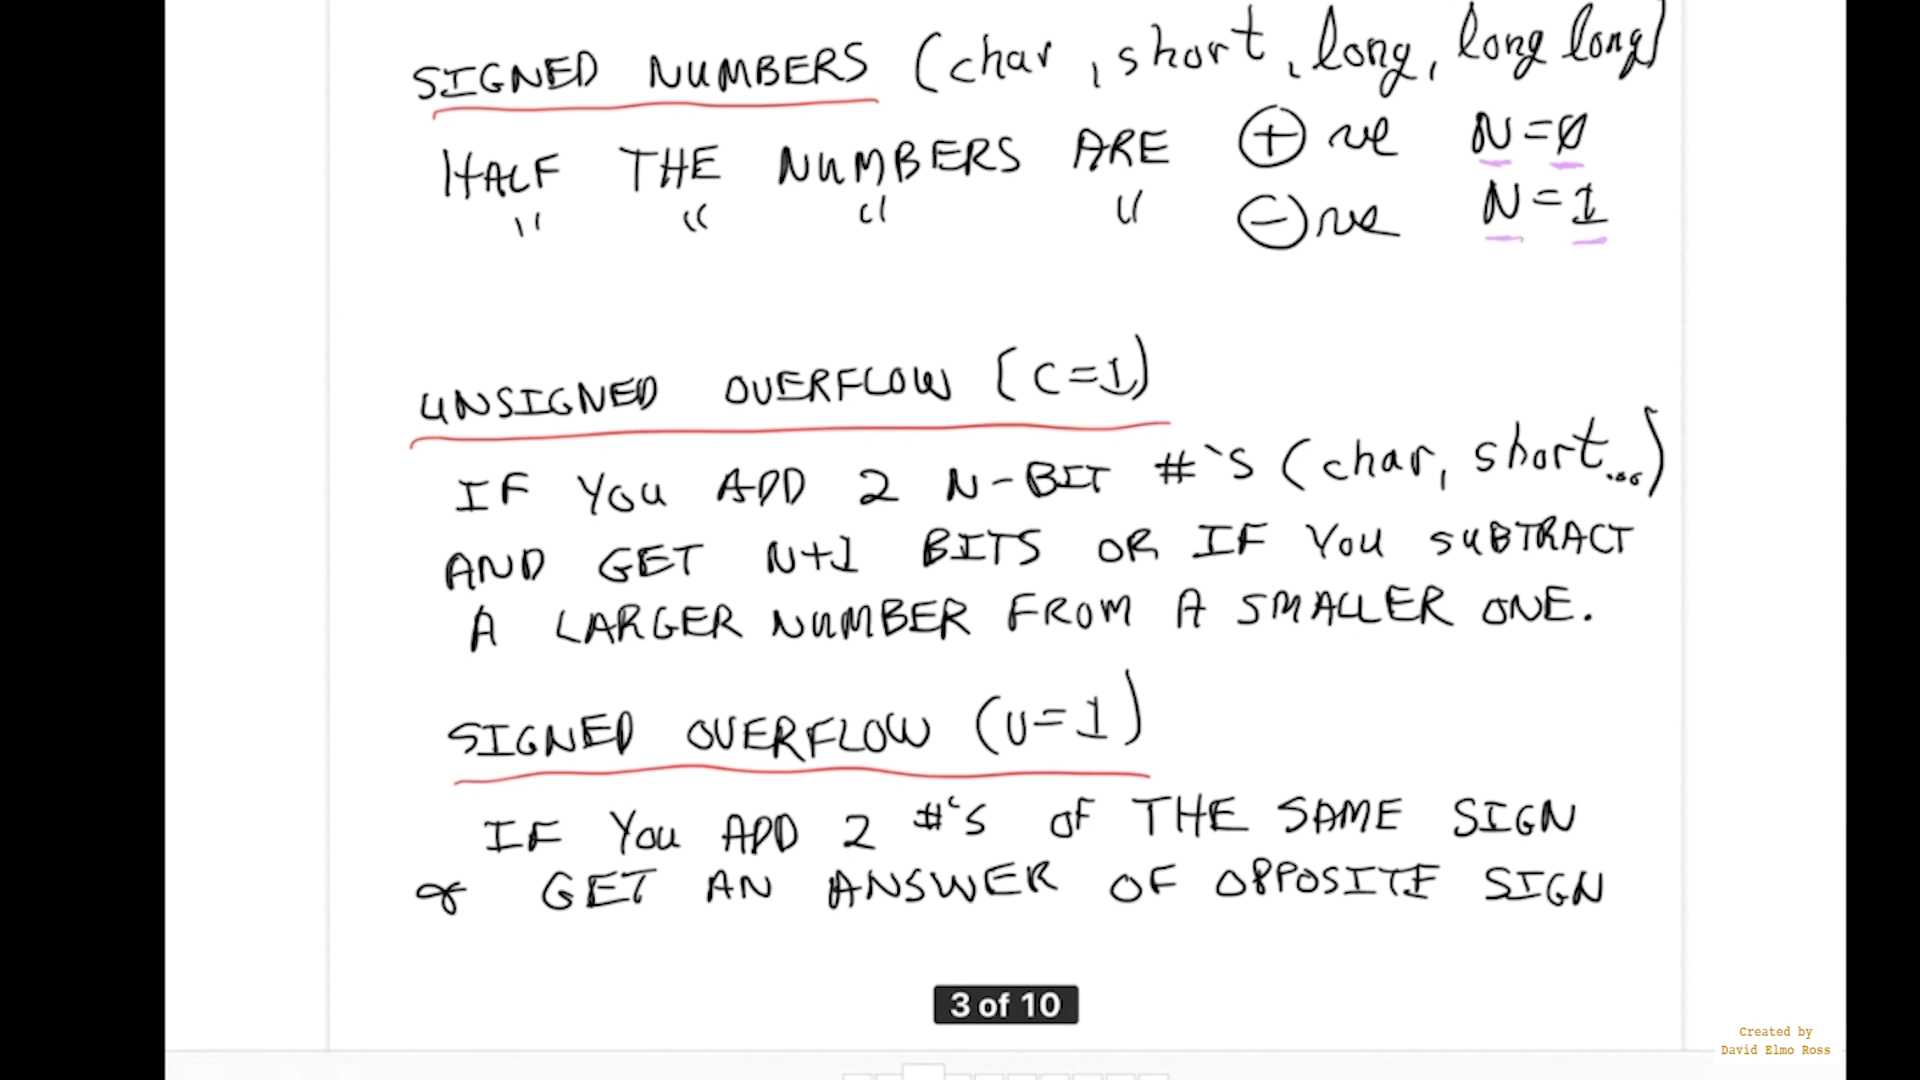 SIGNED NUMBERS (char, short, long, long long)
HALF THE NUMBERS ARE ⊕ve N=0
" " " " ⊖ve N=1
UNSIGNED OVERFLOW (C=1)
IF YOU ADD 2 N-BIT #'S (char, short...)
AND GET N+1 BITS OR IF YOU SUBTRACT
A LARGER NUMBER FROM A SMALLER ONE.
SIGNED OVERFLOW (V=1)
IF YOU ADD 2 #'S OF THE SAME SIGN
& GET AN ANSWER OF OPPOSITE SIGN
3 of 10
Created by
David Elmo Ross